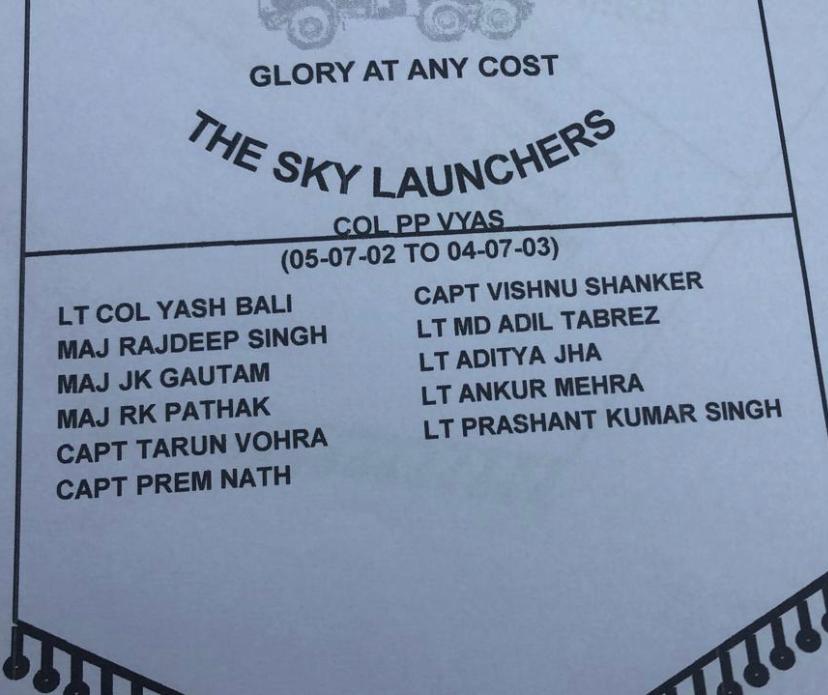 GLORY AT ANY COST
THE SKY LAUNCHERS
COL PP VYAS
(05-07-02 TO 04-07-03)
LT COL YASH BALI
MAJ RAJDEEP SINGH
MAJ JK GAUTAM
MAJ RK PATHAK
CAPT TARUN VOHRA
CAPT PREM NATH
CAPT VISHNU SHANKER
LT MD ADIL TABREZ
LT ADITYA JHA
LT ANKUR MEHRA
LT PRASHANT KUMAR SINGH